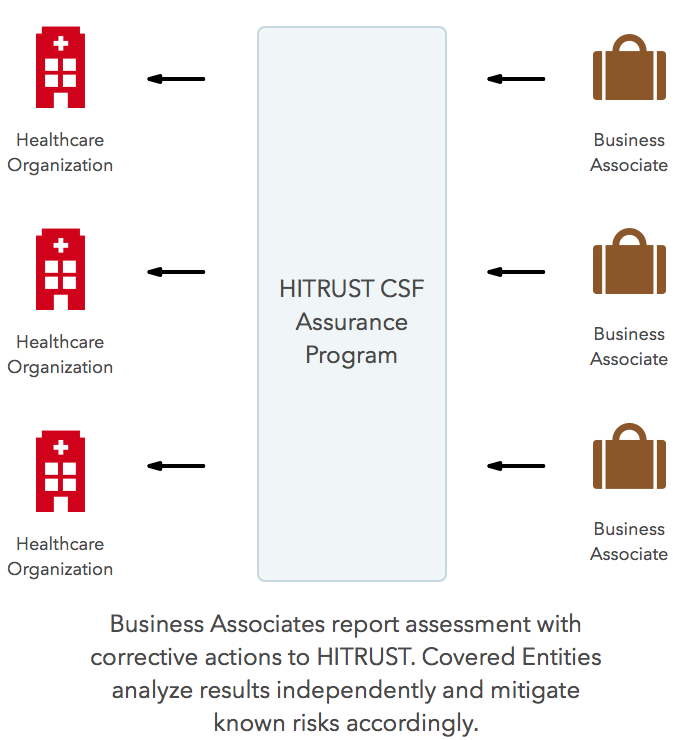 Healthcare
Organization
Business
Associate
Healthcare
Organization
HITRUST CSF
Assurance
Program
Business
Associate
Healthcare
Organization
Business
Associate
Business Associates report assessment with
corrective actions to HITRUST. Covered Entities
analyze results independently and mitigate
known risks accordingly.